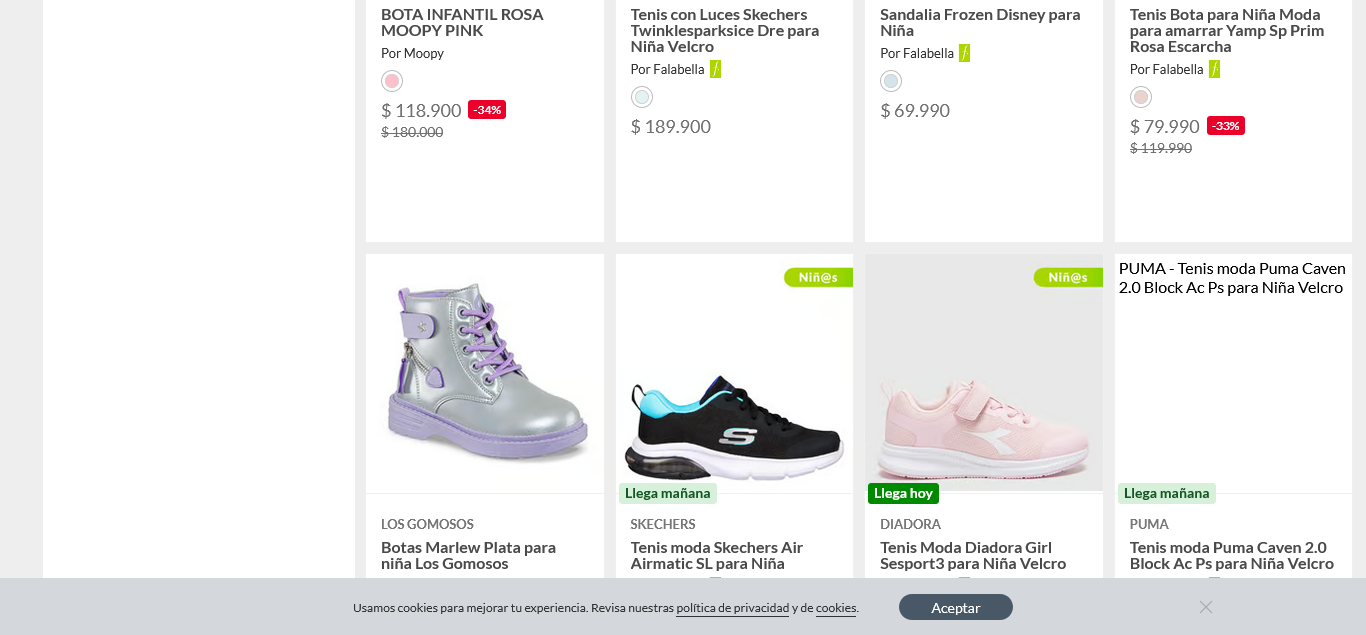 BOTA INFANTIL ROSA
MOOPY PINK
Por Moopy
$ 118.900 -34%
$ 180.000
Tenis con Luces Skechers
Twinklesparksice Dre para
Niña Velcro
Por Falabella
$ 189.900
Sandalia Frozen Disney para
Niña
Por Falabella
$ 69.990
Tenis Bota para Niña Moda
para amarrar Yamp Sp Prim
Rosa Escarcha
Por Falabella
$ 79.990 -33%
$ 119.990
LOS GOMOSOS
Botas Marlew Plata para
niña Los Gomosos
Niñ@s
Llega mañana
SKECHERS
Tenis moda Skechers Air
Airmatic SL para Niña
Niñ@s
Llega hoy
DIADORA
Tenis Moda Diadora Girl
Sesport3 para Niña Velcro
PUMA - Tenis moda Puma Caven
2.0 Block Ac Ps para Niña Velcro
Llega mañana
PUMA
Tenis moda Puma Caven 2.0
Block Ac Ps para Niña Velcro
Usamos cookies para mejorar tu experiencia. Revisa nuestras política de privacidad y de cookies.
Aceptar